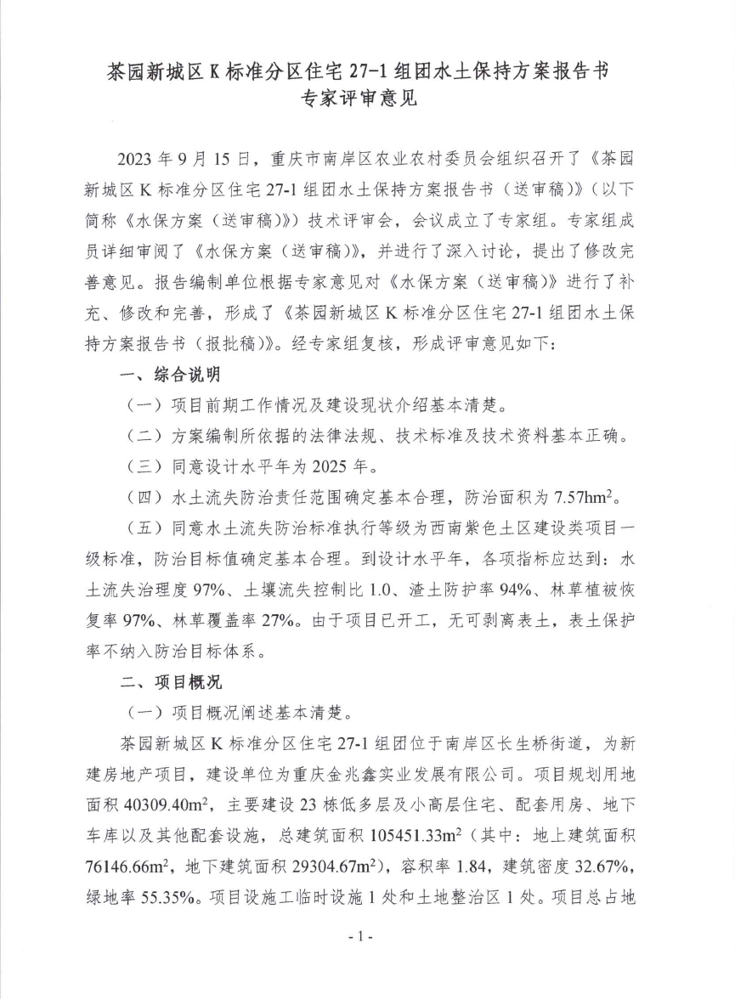 茶园新城区 K 标准分区住宅 27-1 组团水土保持方案报告书
专家评审意见
2023 年 9 月 15 日，重庆市南岸区农业农村委员会组织召开了《茶园
新城区 K 标准分区住宅 27-1 组团水土保持方案报告书（送审稿）》（以下
简称《水保方案（送审稿）》）技术评审会，会议成立了专家组。专家组成
员详细审阅了《水保方案（送审稿）》，并进行了深入讨论，提出了修改完
善意见。报告编制单位根据专家意见对《水保方案（送审稿）》进行了补
充、修改和完善，形成了《茶园新城区 K 标准分区住宅 27-1 组团水土保
持方案报告书（报批稿）》。经专家组复核，形成评审意见如下：
一、综合说明
（一）项目前期工作情况及建设现状介绍基本清楚。
（二）方案编制所依据的法律法规、技术标准及技术资料基本正确。
（三）同意设计水平年为 2025 年。
（四）水土流失防治责任范围确定基本合理，防治面积为 7.57hm²。
（五）同意水土流失防治标准执行等级为西南紫色土区建设类项目一
级标准，防治目标值确定基本合理。到设计水平年，各项指标应达到：水
土流失治理度 97%、土壤流失控制比 1.0、渣土防护率 94%、林草植被恢
复率 97%、林草覆盖率 27%。由于项目已开工，无可剥离表土，表土保护
率不纳入防治目标体系。
二、项目概况
（一）项目概况阐述基本清楚。
茶园新城区 K 标准分区住宅 27-1 组团位于南岸区长生桥街道，为新
建房地产项目，建设单位为重庆金兆鑫实业发展有限公司。项目规划用地
面积 40309.40m²，主要建设 23 栋低多层及小高层住宅、配套用房、地下
车库以及其他配套设施，总建筑面积 105451.33m²（其中：地上建筑面积
76146.66m²，地下建筑面积 29304.67m²），容积率 1.84，建筑密度 32.67%，
绿地率 55.35%。项目设施工临时设施 1 处和土地整治区 1 处。项目总占地
- 1 -